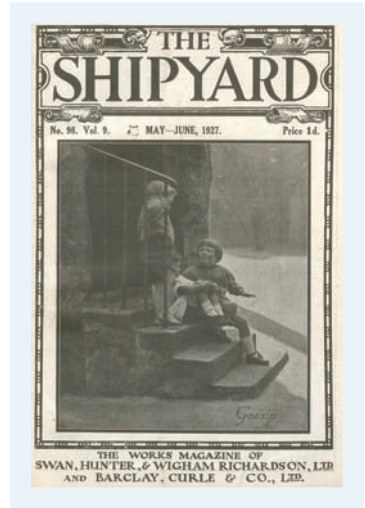 THE
SHIPYARD
No. 98. Vol. 9. MAY—JUNE, 1927. Price 1d.
Gossip
THE WORKS MAGAZINE OF
SWAN, HUNTER, & WIGHAM RICHARDSON, LTD
AND BARCLAY, CURLE & CO., LTD.